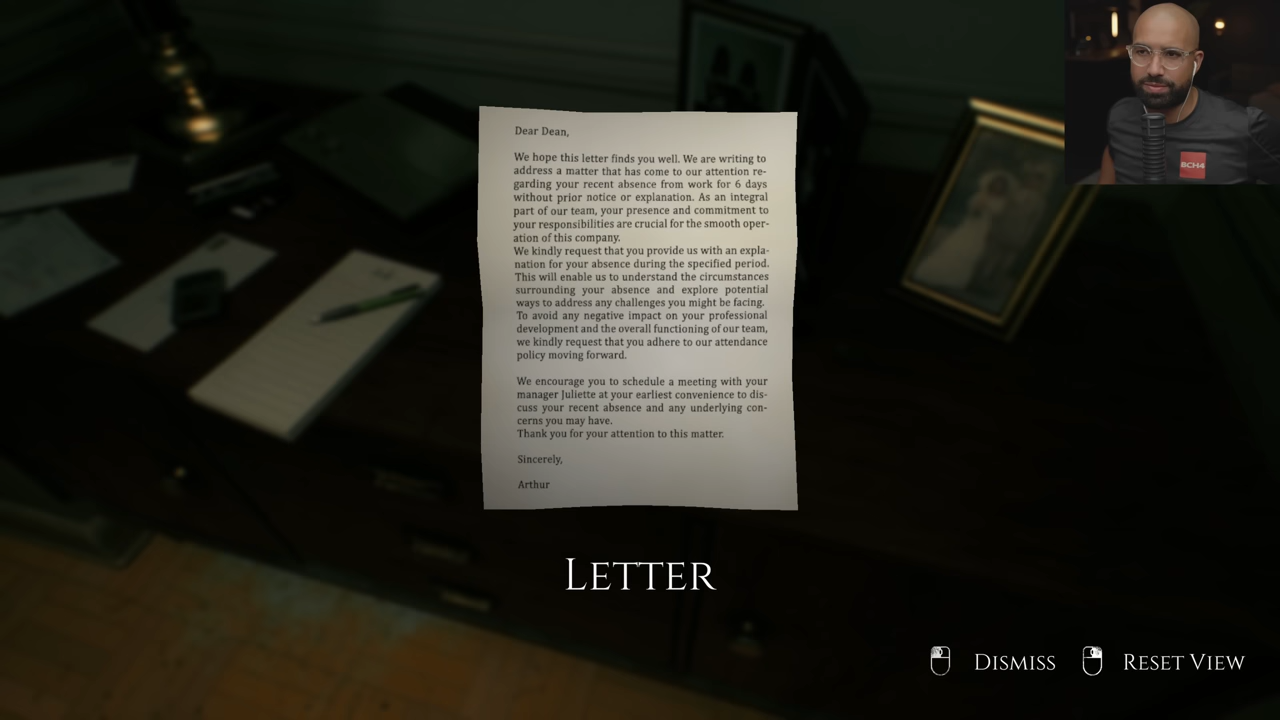 Dear Dean,
We hope this letter finds you well. We are writing to
address a matter that has come to our attention re-
garding your recent absence from work for 6 days
without prior notice or explanation. As an integral
part of our team, your presence and commitment to
your responsibilities are crucial for the smooth oper-
ation of this company.
We kindly request that you provide us with an expla-
nation for your absence during the specified period.
This will enable us to understand the circumstances
surrounding your absence and explore potential
ways to address any challenges you might be facing.
To avoid any negative impact on your professional
development and the overall functioning of our team,
we kindly request that you adhere to our attendance
policy moving forward.
We encourage you to schedule a meeting with your
manager Juliette at your earliest convenience to dis-
cuss your recent absence and any underlying con-
cerns you may have.
Thank you for your attention to this matter.
Sincerely,
Arthur
LETTER
DISMISS
RESET VIEW
BCH4